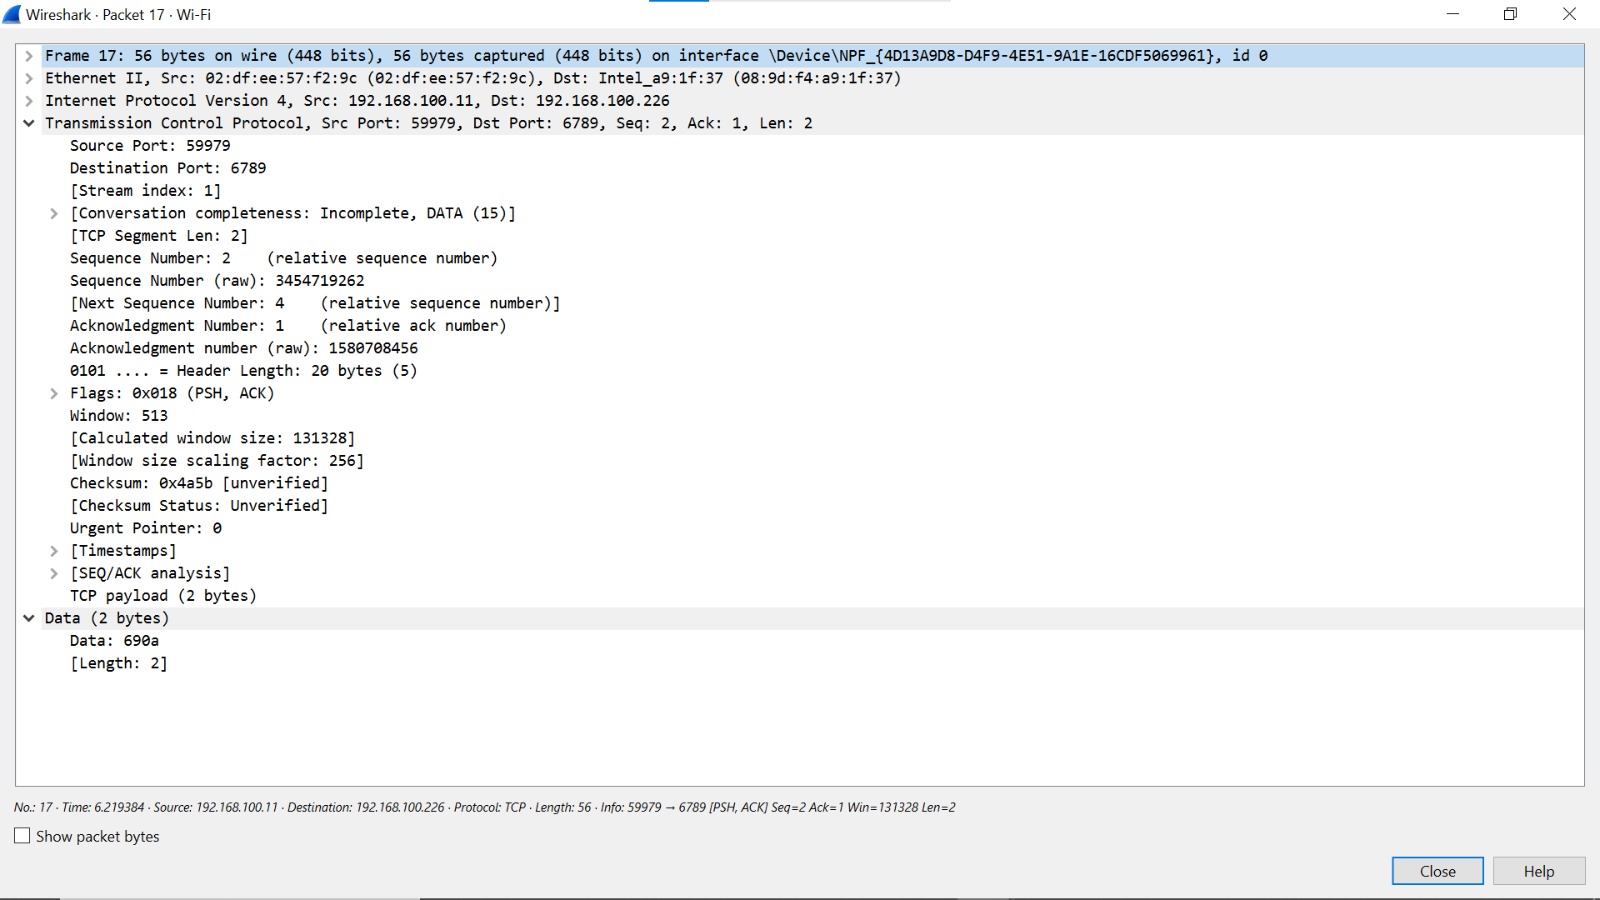 Wireshark · Packet 17 · Wi-Fi
Frame 17: 56 bytes on wire (448 bits), 56 bytes captured (448 bits) on interface \Device\NPF_{4D13A9D8-D4F9-4E51-9A1E-16CDF5069961}, id 0
Ethernet II, Src: 02:df:ee:57:f2:9c (02:df:ee:57:f2:9c), Dst: Intel_a9:1f:37 (08:9d:f4:a9:1f:37)
Internet Protocol Version 4, Src: 192.168.100.11, Dst: 192.168.100.226
Transmission Control Protocol, Src Port: 59979, Dst Port: 6789, Seq: 2, Ack: 1, Len: 2
Source Port: 59979
Destination Port: 6789
[Stream index: 1]
[Conversation completeness: Incomplete, DATA (15)]
[TCP Segment Len: 2]
Sequence Number: 2    (relative sequence number)
Sequence Number (raw): 3454719262
[Next Sequence Number: 4    (relative sequence number)]
Acknowledgment Number: 1    (relative ack number)
Acknowledgment number (raw): 1580708456
0101 .... = Header Length: 20 bytes (5)
Flags: 0x018 (PSH, ACK)
Window: 513
[Calculated window size: 131328]
[Window size scaling factor: 256]
Checksum: 0x4a5b [unverified]
[Checksum Status: Unverified]
Urgent Pointer: 0
[Timestamps]
[SEQ/ACK analysis]
TCP payload (2 bytes)
Data (2 bytes)
Data: 690a
[Length: 2]
No.: 17 · Time: 6.219384 · Source: 192.168.100.11 · Destination: 192.168.100.226 · Protocol: TCP · Length: 56 · Info: 59979 → 6789 [PSH, ACK] Seq=2 Ack=1 Win=131328 Len=2
Show packet bytes
Close
Help